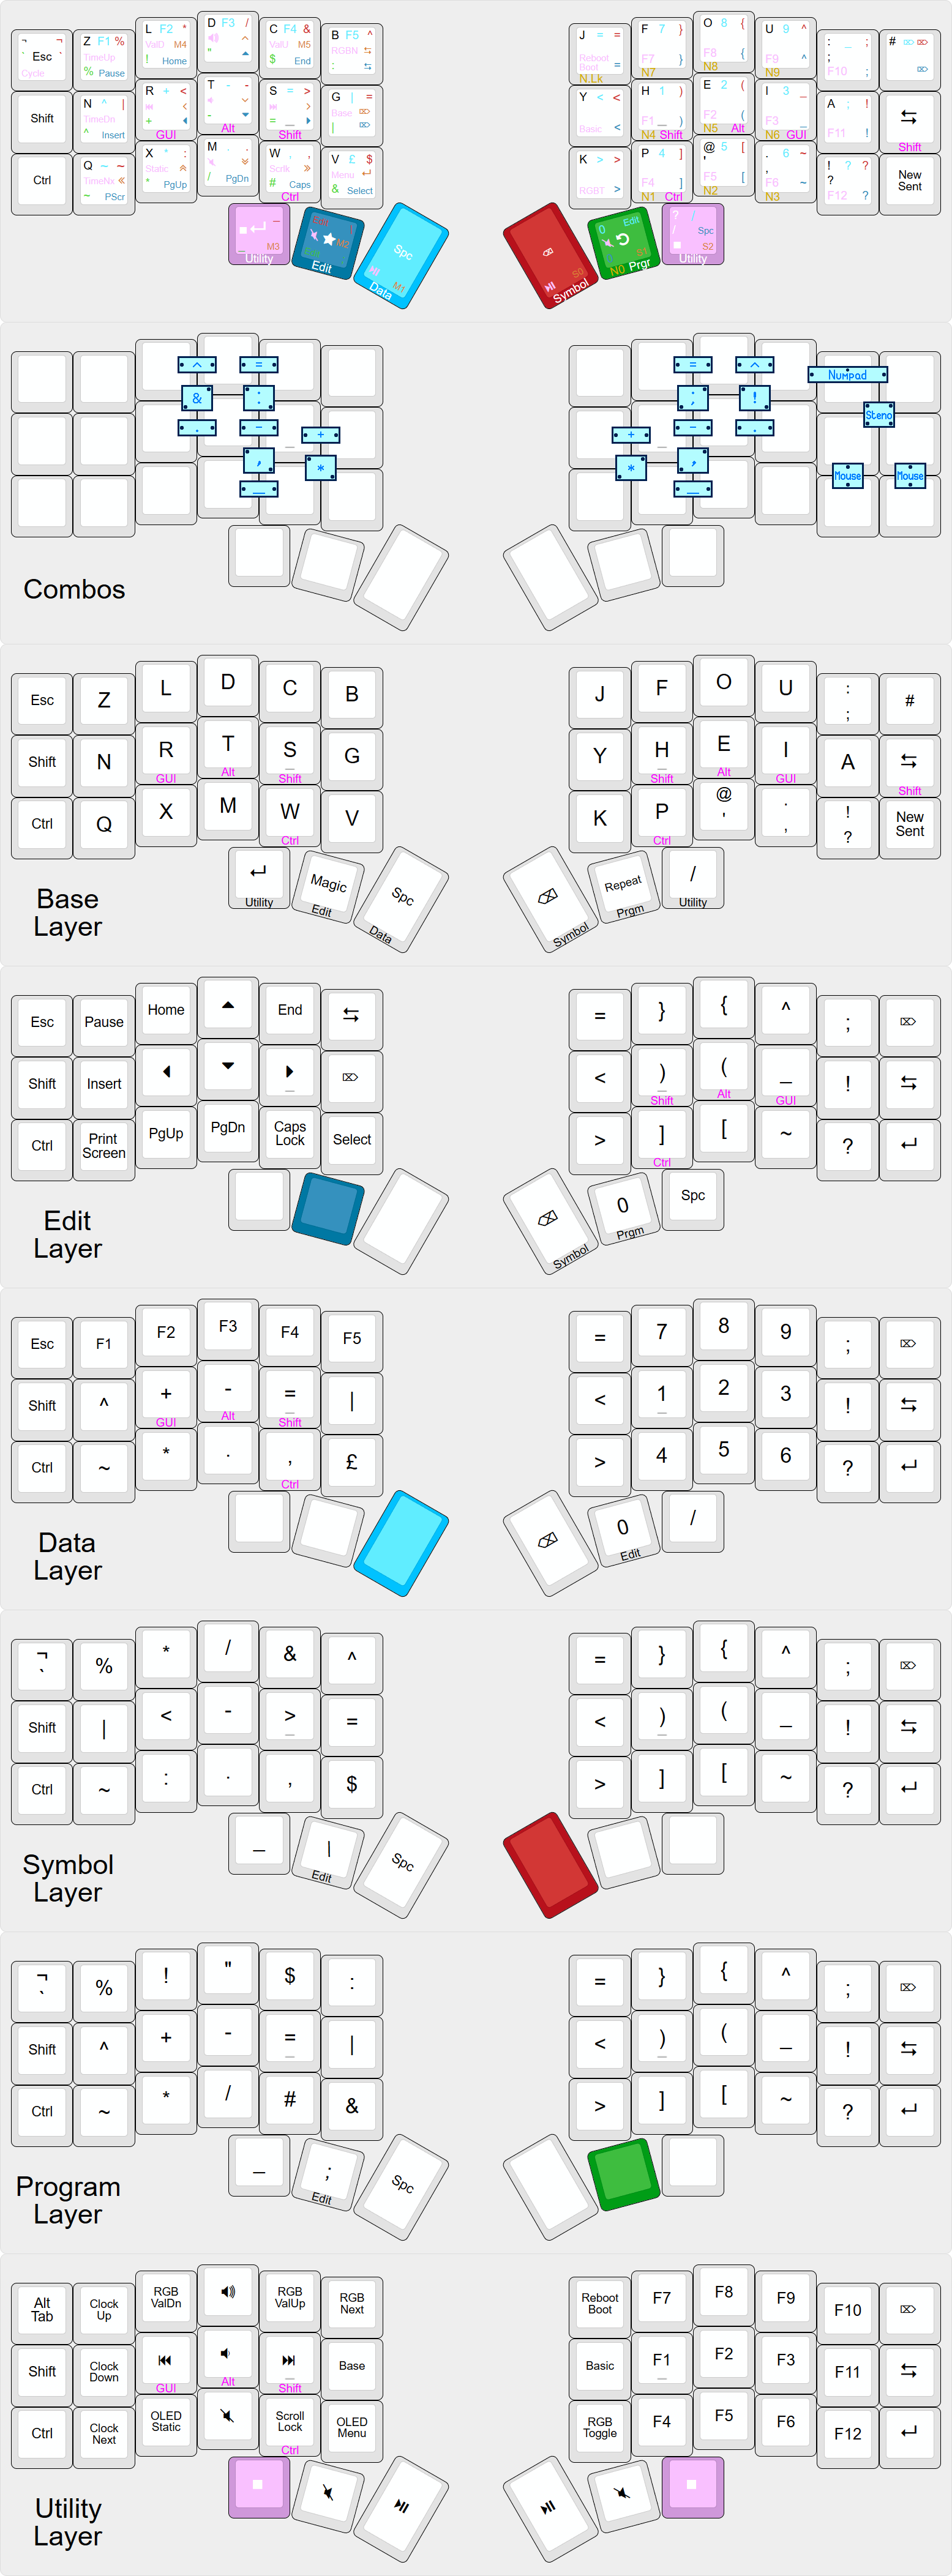 Esc
Cycle
Z F1 %
TimeUp
% Pause
L F2 *
ValD M4
! Home
D F3 /
"
C F4 &
ValU M5
$ End
B F5 ^
RGBN
:
J = =
Reboot
Boot =
N.Lk
F 7 }
F7 }
N7
O 8 {
F8 {
N8
U 9 ^
F9 ^
N9
: _ ;
;
F10 ;
#
Shift
N ^ |
TimeDn
^ Insert
R + <
+
GUI
T - -
-
Alt
S = >
=
Shift
G | =
Base
|
Y < <
Basic <
H 1 )
F1 )
N4 Shift
E 2 (
F2 (
N5 Alt
I 3 _
F3 _
N6 GUI
A ; !
F11 !
Shift
Ctrl
Q ~ ~
TimeNx
~ PScr
X * :
Static
* PgUp
M . .
/ PgDn
W , ,
Scrlk
# Caps
Ctrl
V £ $
Menu
& Select
K > >
RGBT >
P 4 ]
F4 ]
N1 Ctrl
@ 5 [
'
F5 [
N2
. 6 ~
,
F6 ~
N3
! ? ?
?
F12 ?
New
Sent
_ M3
Utility
M2
Edit
Spc
M1
Data
S0
Symbol
0 Edit
N0 Prgr
? /
/ Spc
S2
Utility
^ =
& :
. -
+
,
*
_
= ^
; !
- .
+
,
*
_
Numpad
Steno
Mouse Mouse
Combos
Esc Z L D C B J F O U : ; #
Shift N R T S G Y H E I A
GUI Alt Shift Shift Alt GUI Shift
Ctrl Q X M W V K P @ ' . , ! ? New Sent
Ctrl Ctrl
Magic Spc Repeat /
Utility Edit Data Symbol Prgm Utility
Base
Layer
Esc Pause Home End = } { ^ ;
Shift Insert < ) ( _ !
Shift Alt GUI
Ctrl Print Screen PgUp PgDn Caps Lock Select > ] [ ~ ?
Ctrl
0 Spc
Symbol Prgm
Edit
Layer
Esc F1 F2 F3 F4 F5 = 7 8 9 ;
Shift ^ + - = | < 1 2 3 !
GUI Alt Shift
Ctrl ~ * . , £ > 4 5 6 ?
Ctrl
0 /
Edit
Data
Layer
¬ ` % * / & ^ = } { ^ ;
Shift | < - > = < ) ( _ !
Ctrl ~ : . , $ > ] [ ~ ?
_ | Spc
Edit
Symbol
Layer
¬ ` % ! " $ : = } { ^ ;
Shift ^ + - = | < ) ( _ !
Ctrl ~ * / # & > ] [ ~ ?
_ ; Spc
Edit
Program
Layer
Alt Tab Clock Up RGB ValDn RGB ValUp RGB Next Reboot Boot F7 F8 F9 F10
Shift Clock Down Base Basic F1 F2 F3 F11
GUI Alt Shift
Ctrl Clock Next OLED Static Scroll Lock OLED Menu RGB Toggle F4 F5 F6 F12
Ctrl
Utility
Layer